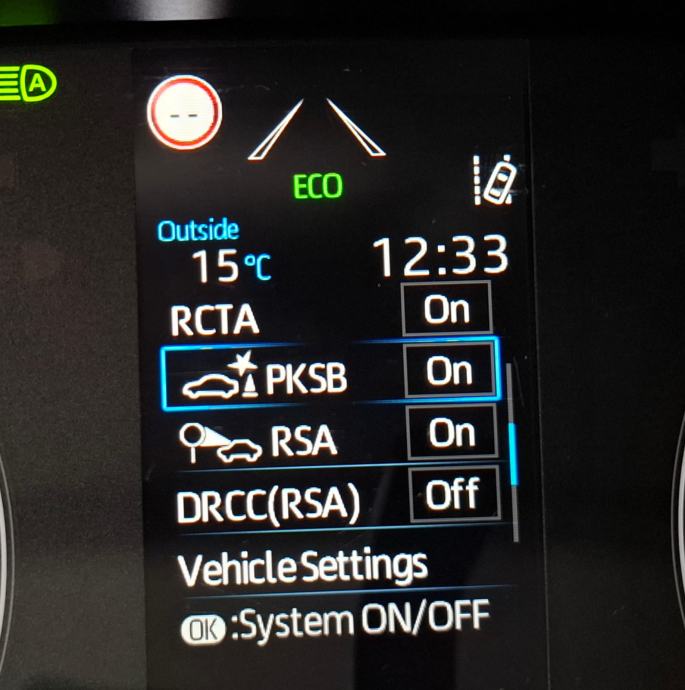 A
--
ECO
Outside
15°C 12:33
RCTA On
PKSB On
RSA On
DRCC(RSA) Off
Vehicle Settings
OK:System ON/OFF